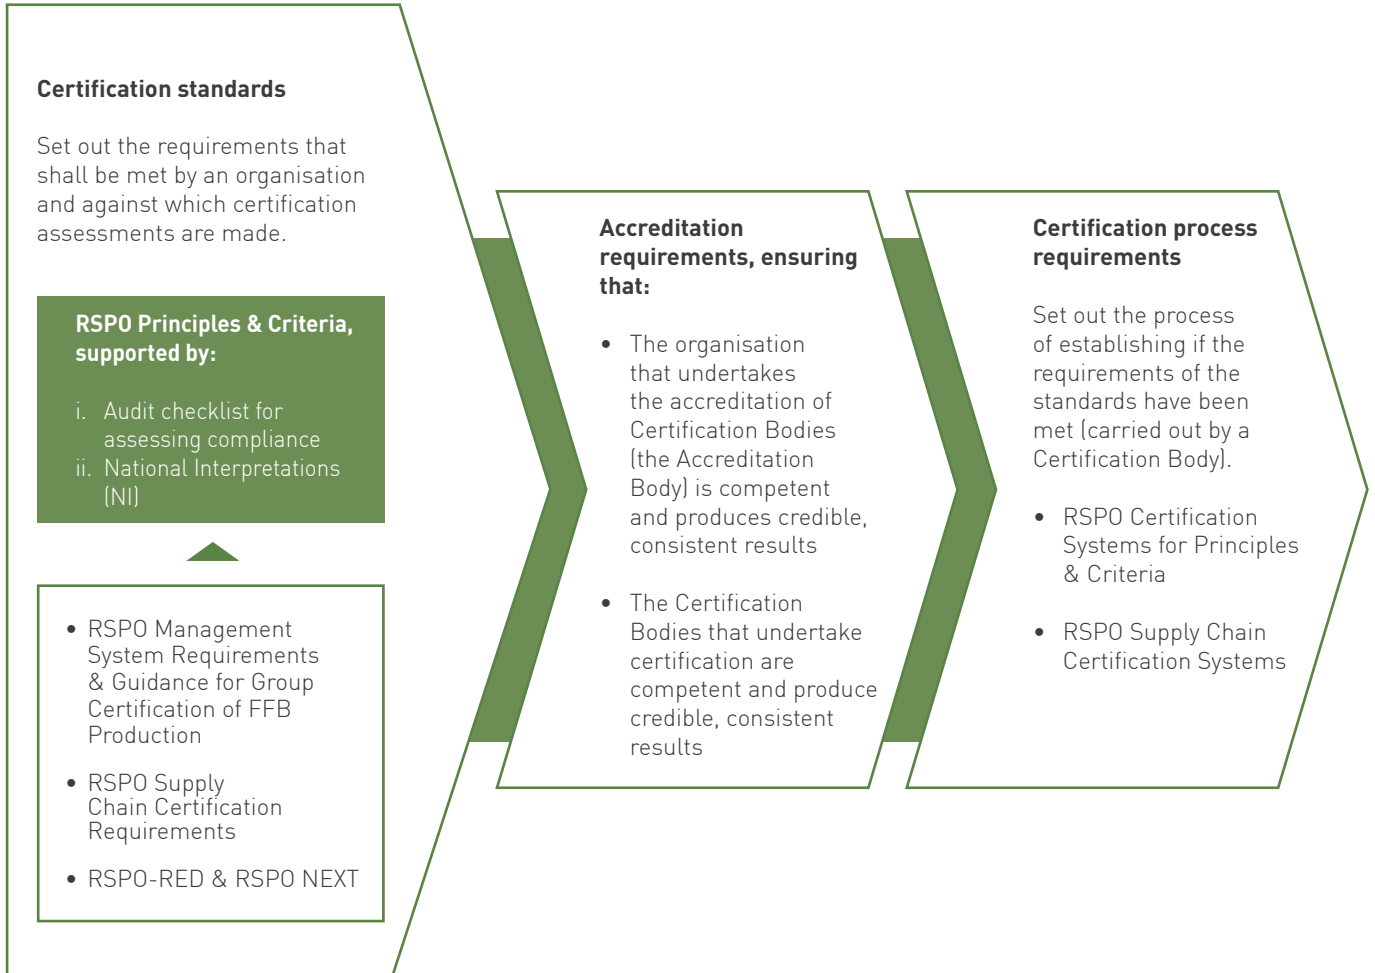 Certification standards
Set out the requirements that
shall be met by an organisation
and against which certification
assessments are made.
RSPO Principles & Criteria,
supported by:
i. Audit checklist for
assessing compliance
ii. National Interpretations
(NI)
• RSPO Management
System Requirements
& Guidance for Group
Certification of FFB
Production
• RSPO Supply
Chain Certification
Requirements
• RSPO-RED & RSPO NEXT
Accreditation
requirements, ensuring
that:
• The organisation
that undertakes
the accreditation of
Certification Bodies
(the Accreditation
Body) is competent
and produces credible,
consistent results
• The Certification
Bodies that undertake
certification are
competent and produce
credible, consistent
results
Certification process
requirements
Set out the process
of establishing if the
requirements of the
standards have been
met (carried out by a
Certification Body).
• RSPO Certification
Systems for Principles
& Criteria
• RSPO Supply Chain
Certification Systems